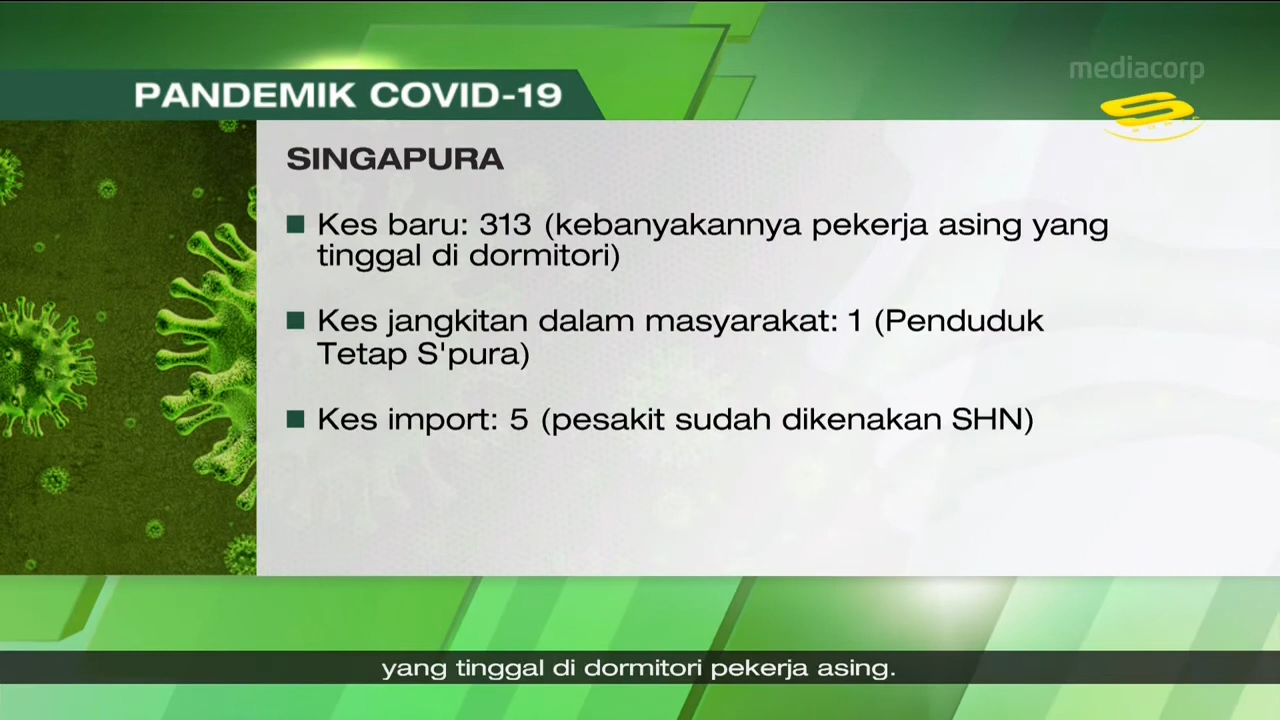 mediacorp
PANDEMIK COVID-19
SINGAPURA
Kes baru: 313 (kebanyakannya pekerja asing yang
tinggal di dormitori)
Kes jangkitan dalam masyarakat: 1 (Penduduk
Tetap S'pura)
Kes import: 5 (pesakit sudah dikenakan SHN)
yang tinggal di dormitori pekerja asing.